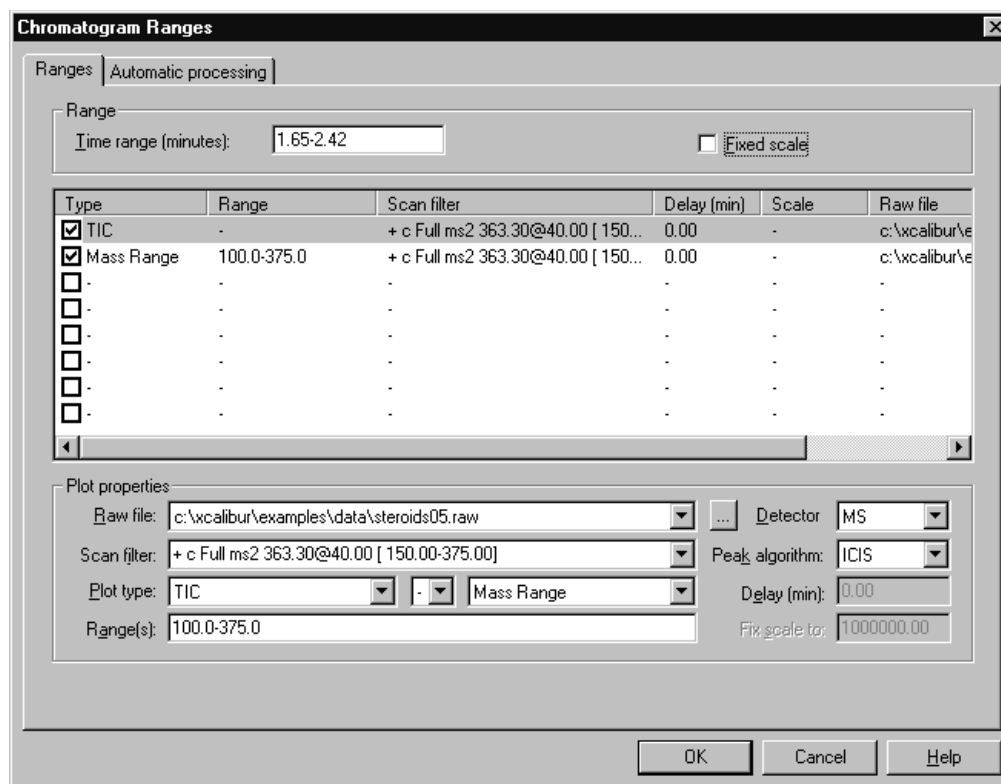 Chromatogram Ranges
Ranges Automatic processing
Range
Time range (minutes): 1.65-2.42 Fixed scale
Type Range Scan filter Delay (min) Scale Raw file
TIC - + c Full ms2 363.30@40.00 [ 150... 0.00 - c:\xcalibur\e
Mass Range 100.0-375.0 + c Full ms2 363.30@40.00 [ 150... 0.00 - c:\xcalibur\e
- - - - - -
- - - - - -
- - - - - -
- - - - - -
- - - - - -
- - - - - -
Plot properties
Raw file: c:\xcalibur\examples\data\steroids05.raw ... Detector MS
Scan filter: + c Full ms2 363.30@40.00 [ 150.00-375.00] Peak algorithm: ICIS
Plot type: TIC - Mass Range Delay (min): 0.00
Range(s): 100.0-375.0 Fix scale to: 1000000.00
OK Cancel Help